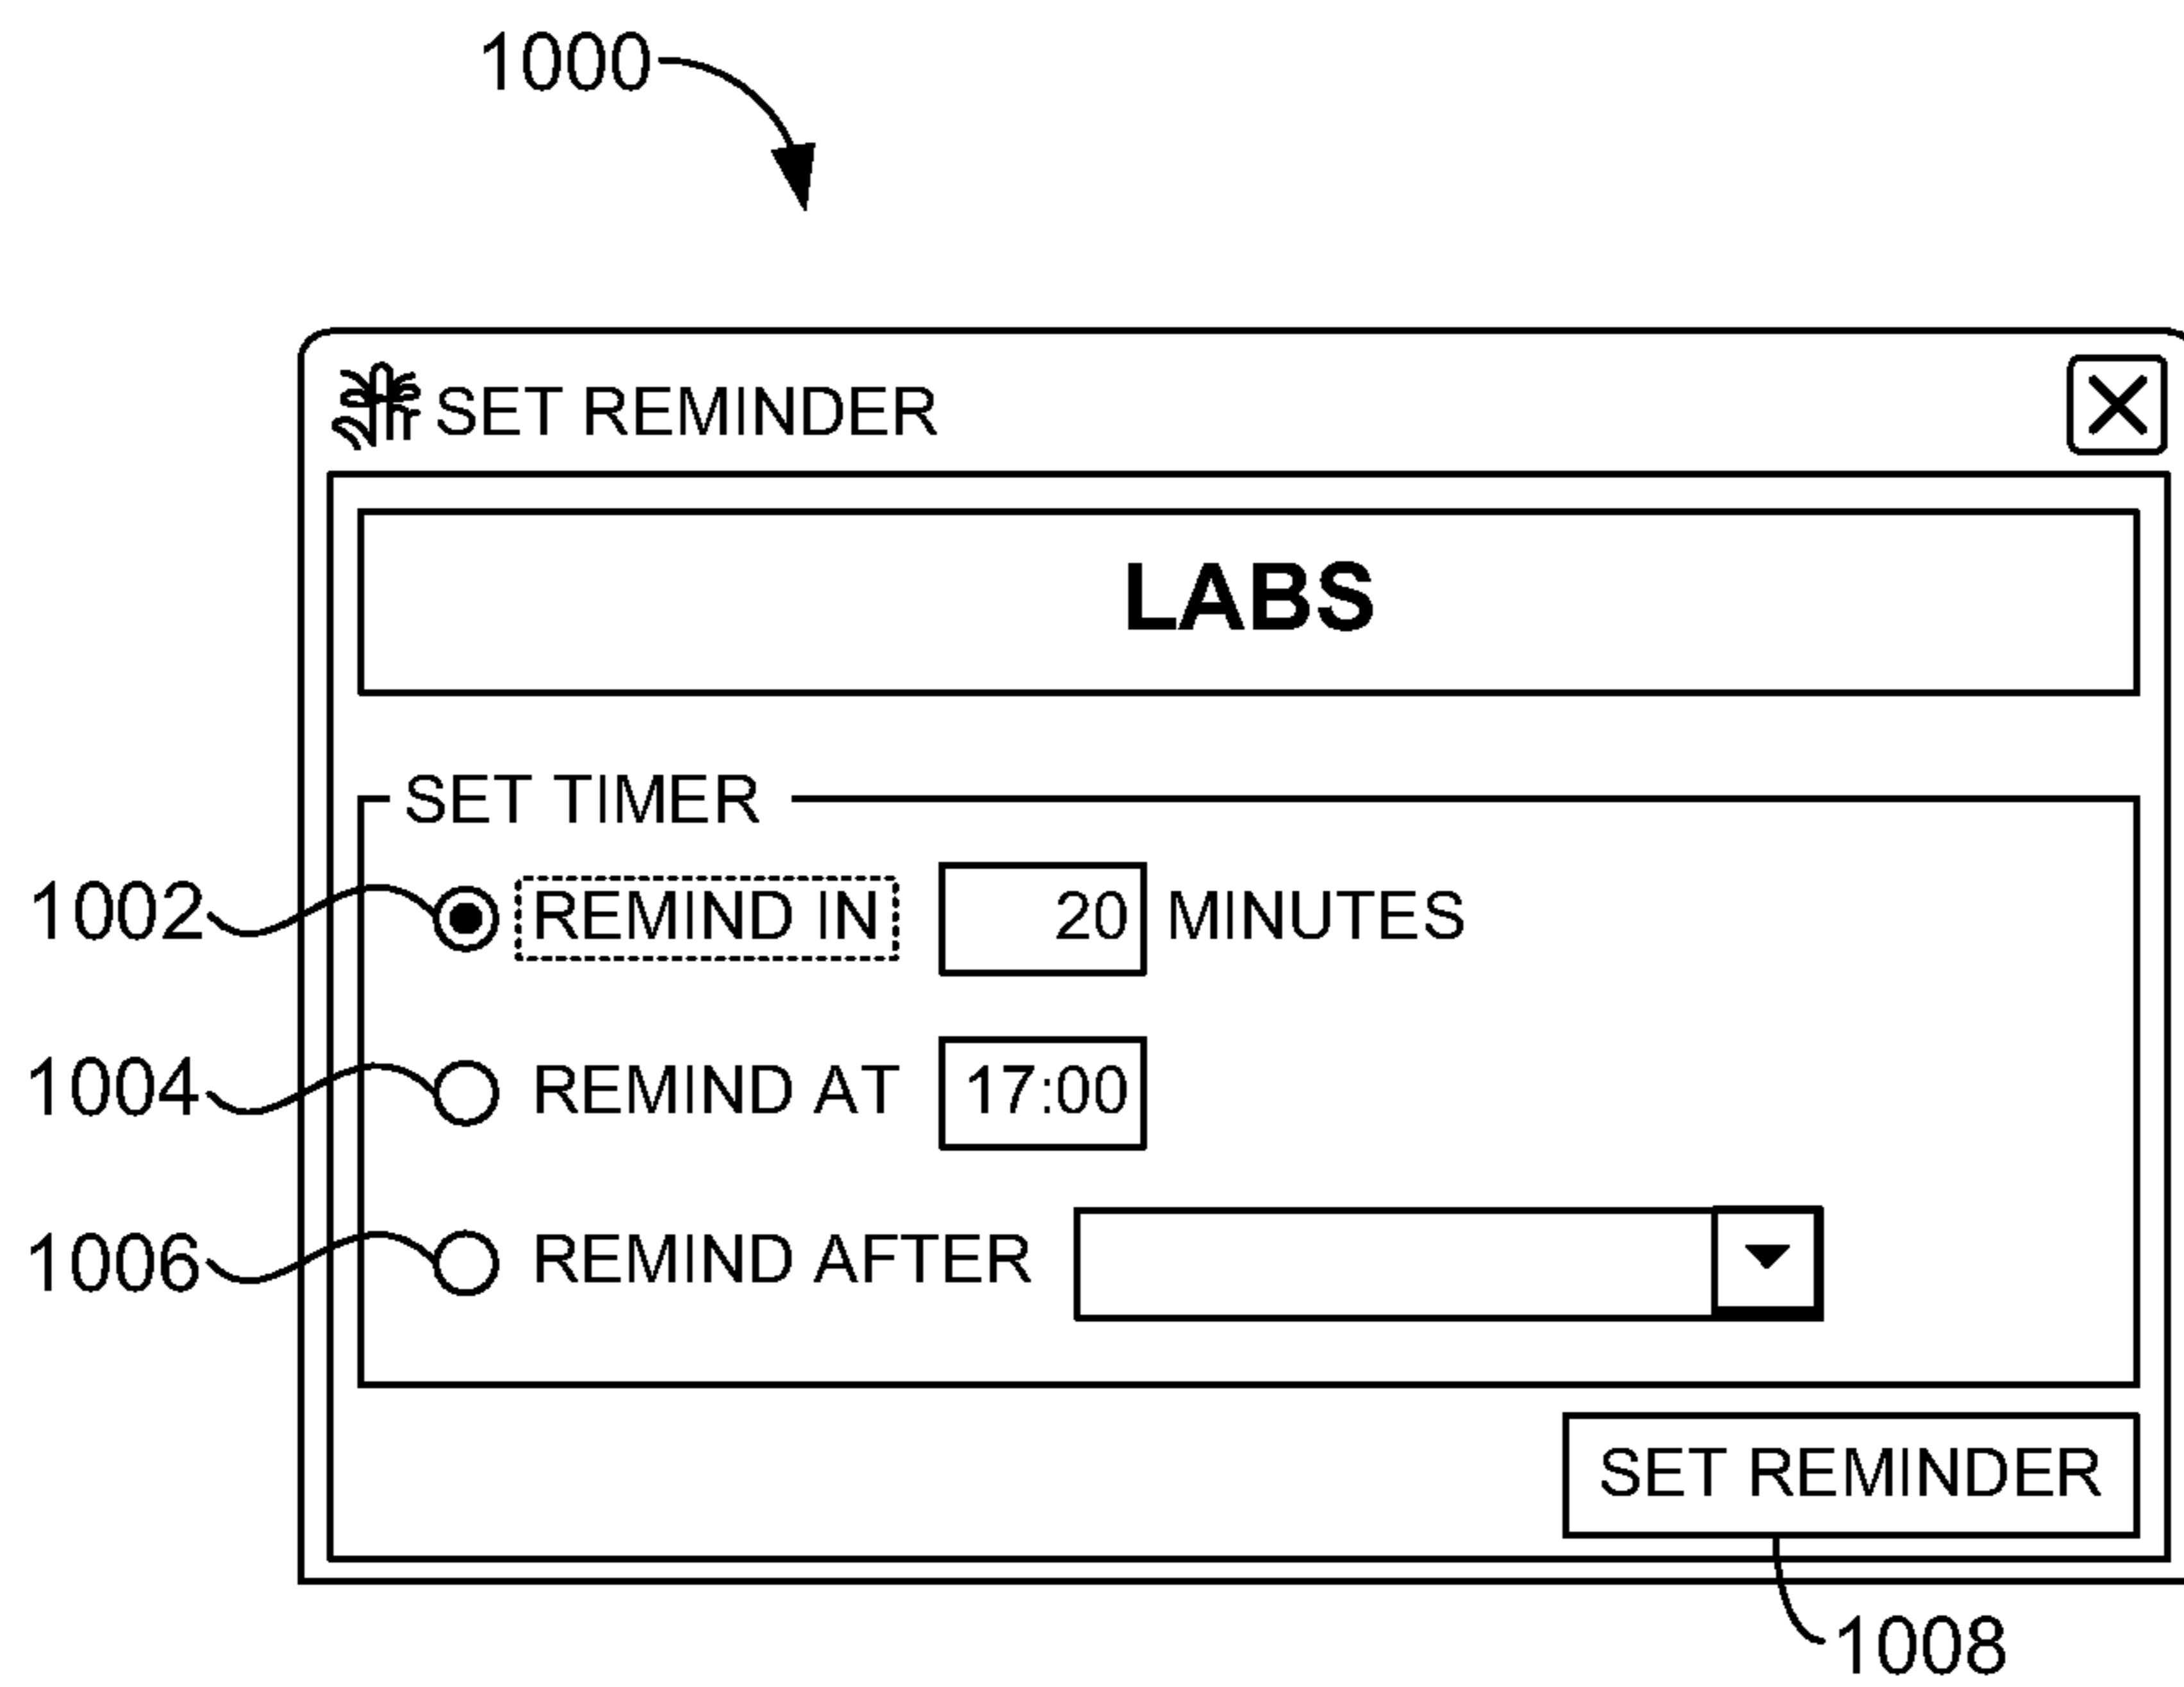 1000
SET REMINDER
LABS
SET TIMER
1002 REMIND IN 20 MINUTES
1004 REMIND AT 17:00
1006 REMIND AFTER
SET REMINDER
1008